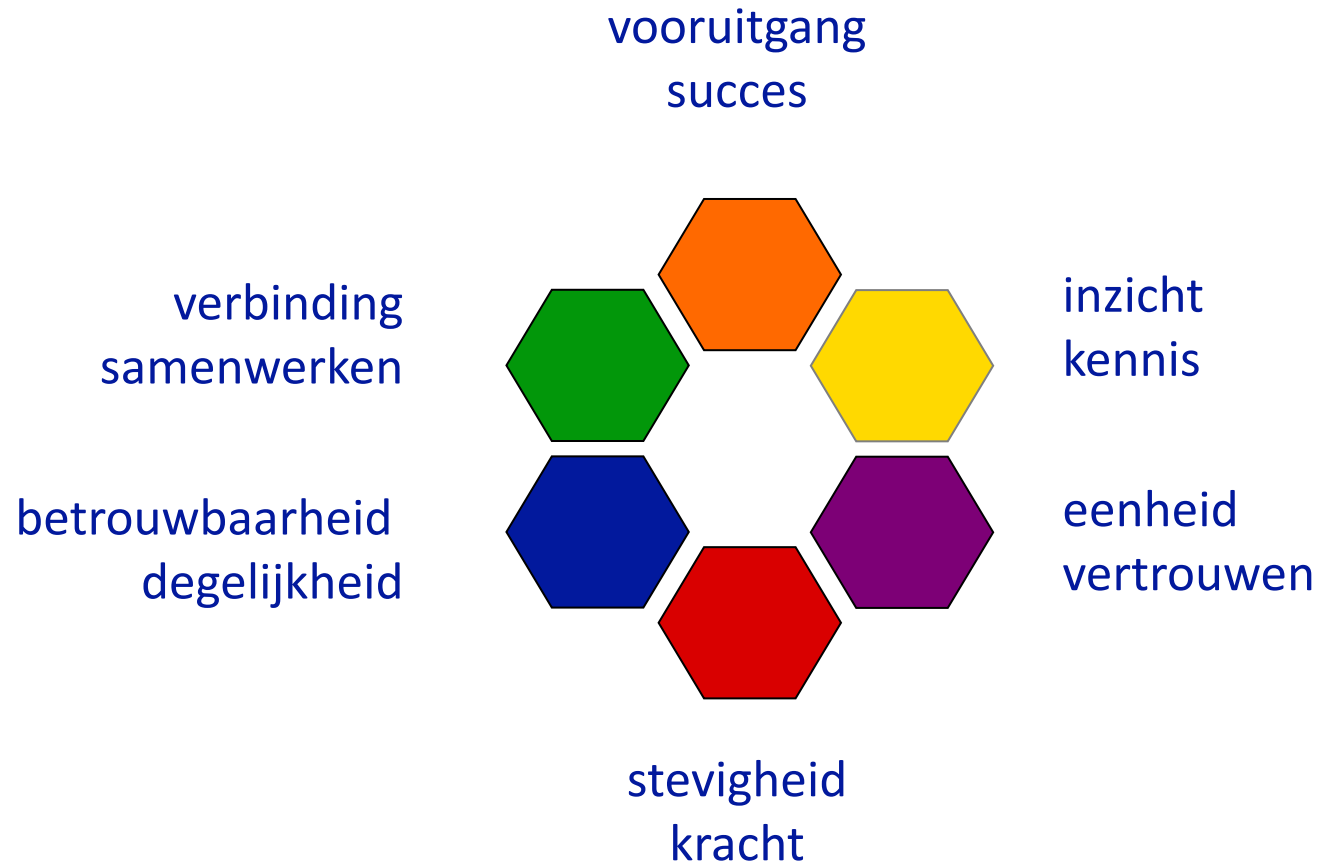 vooruitgang
succes
verbinding
samenwerken
inzicht
kennis
betrouwbaarheid
degelijkheid
eenheid
vertrouwen
stevigheid
kracht